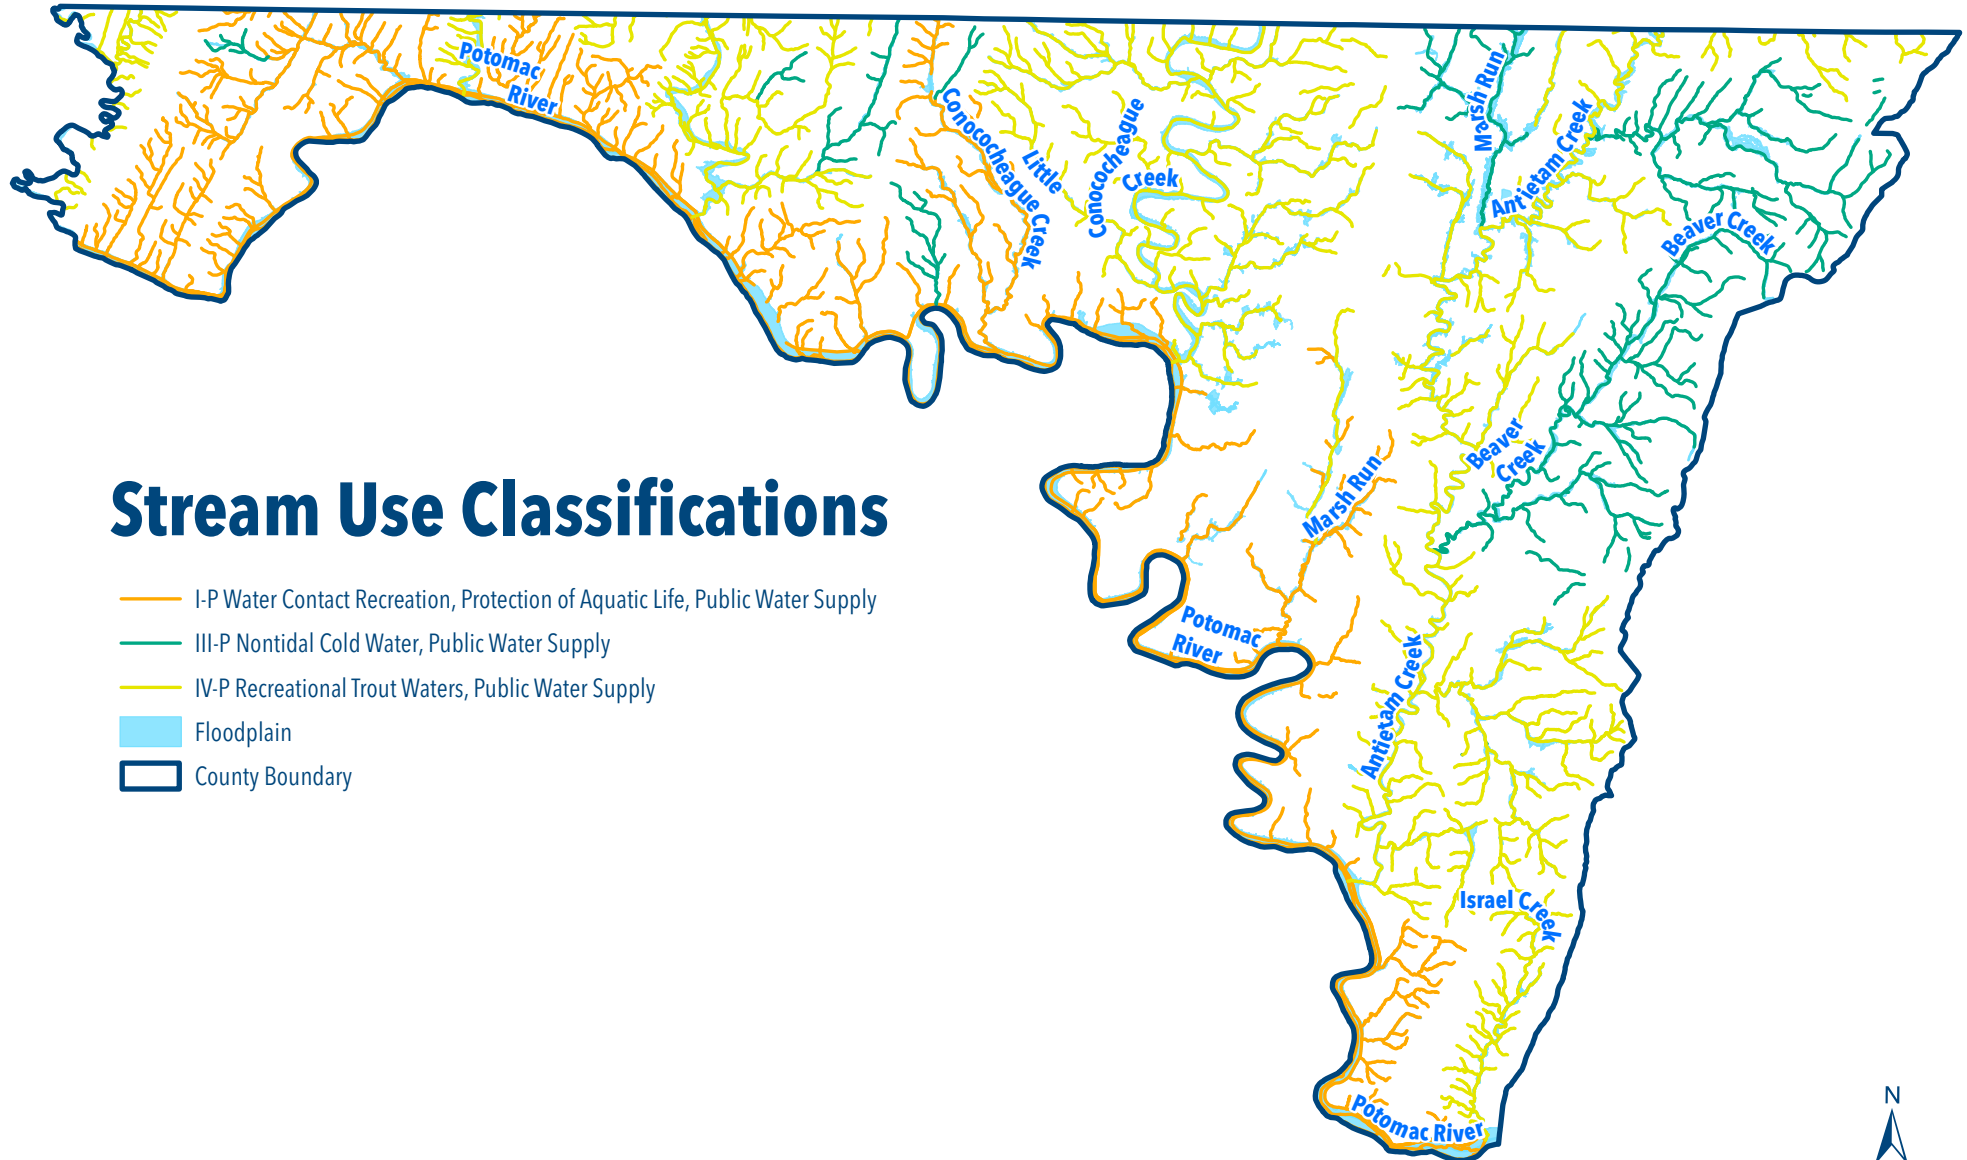 Potomac
River
Conococheague Creek
Little
Conococheague
Creek
Marsh Run
Antietam Creek
Beaver Creek
Beaver
Creek
Marsh Run
Stream Use Classifications
I-P Water Contact Recreation, Protection of Aquatic Life, Public Water Supply
III-P Nontidal Cold Water, Public Water Supply
IV-P Recreational Trout Waters, Public Water Supply
Floodplain
County Boundary
Potomac
River
Antietam Creek
Israel Creek
Potomac River
N